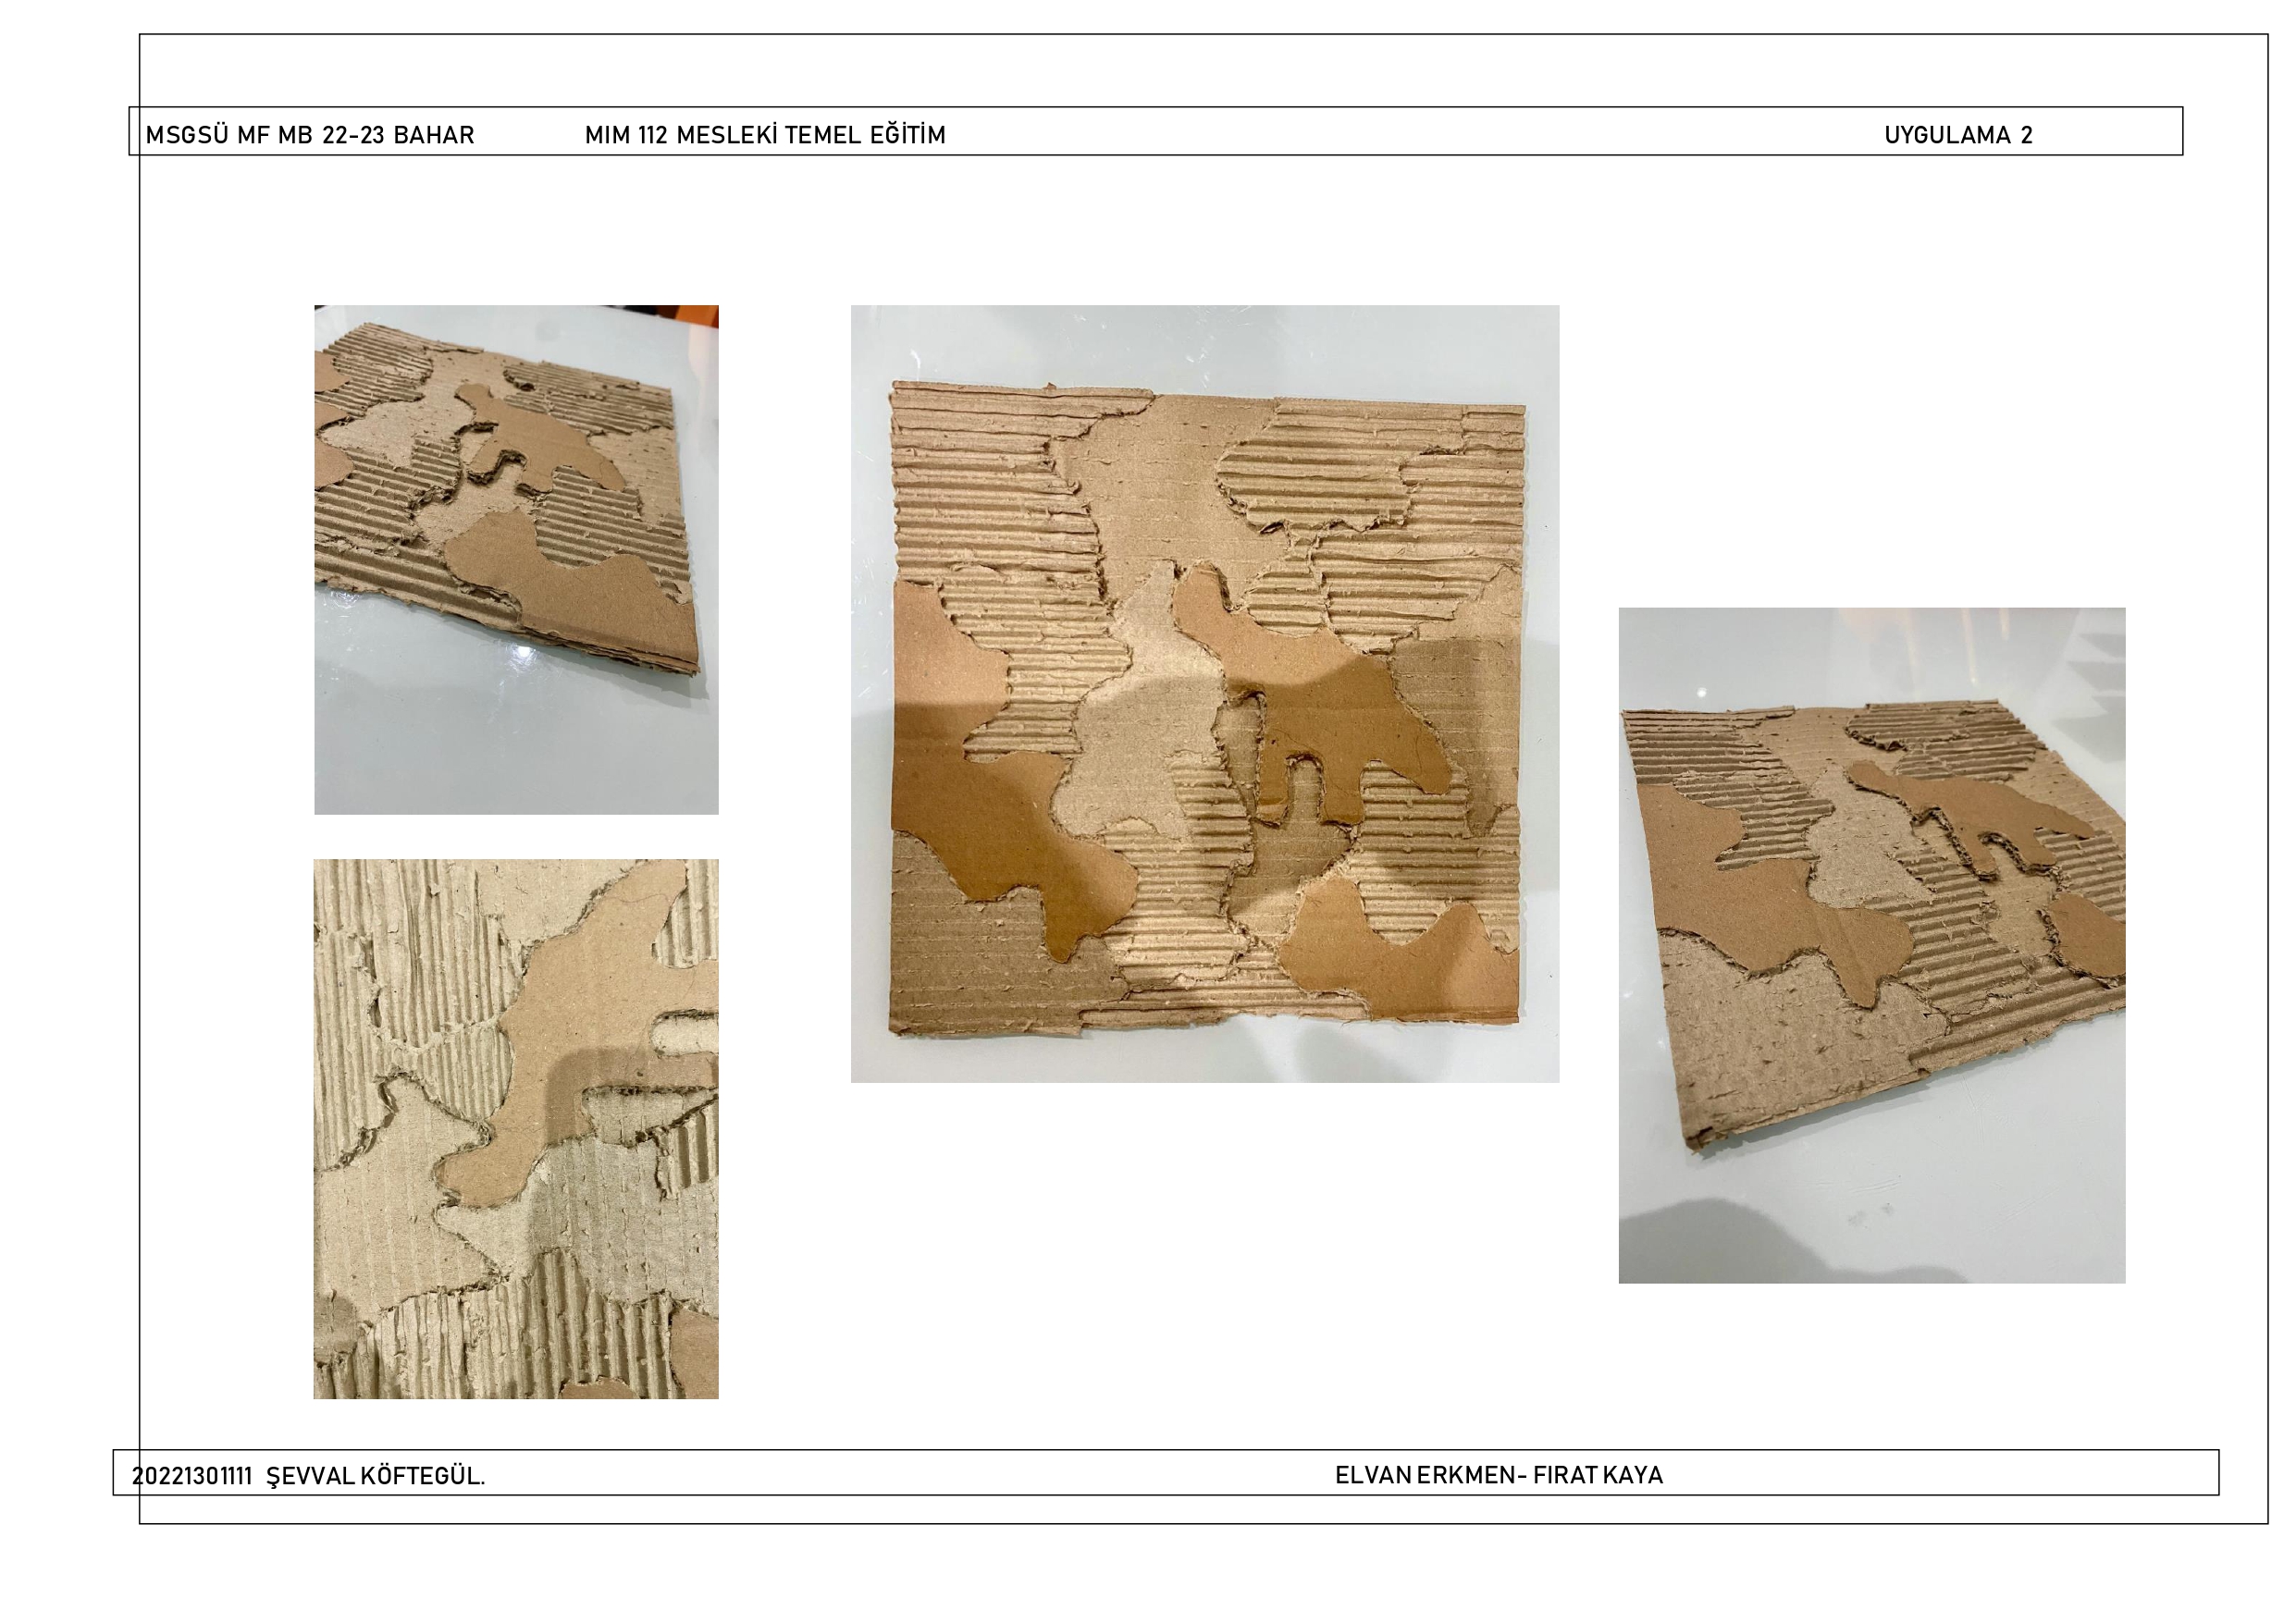 MSGSÜ MF MB 22-23 BAHAR MIM 112 MESLEKİ TEMEL EĞİTİM UYGULAMA 2
20221301111 ŞEVVAL KÖFTEGÜL. ELVAN ERKMEN- FIRAT KAYA